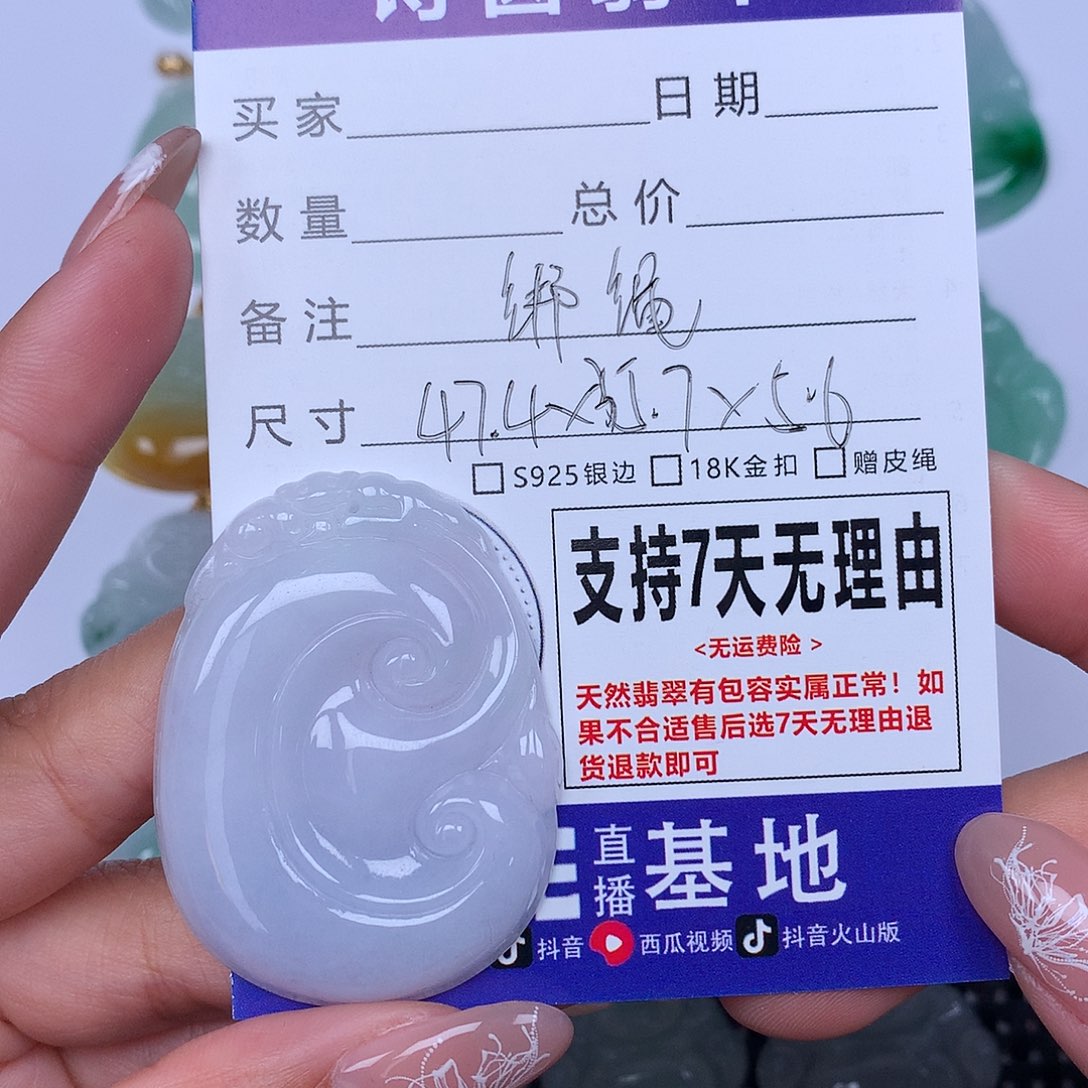 买家 日期
数量 总价
备注 绑绳
尺寸 47.4×35.7×5.6
S925银边 18K金扣 赠皮绳
支持7天无理由
<无运费险>
天然翡翠有包容实属正常！如
果不合适售后选7天无理由退
货退款即可
直播基地
抖音 西瓜视频 抖音火山版